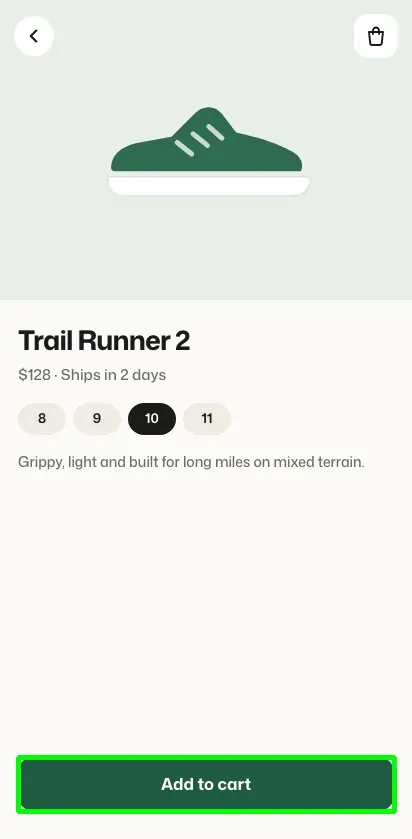 Trail Runner 2
$128 · Ships in 2 days
8 9 10 11
Grippy, light and built for long miles on mixed terrain.
Add to cart